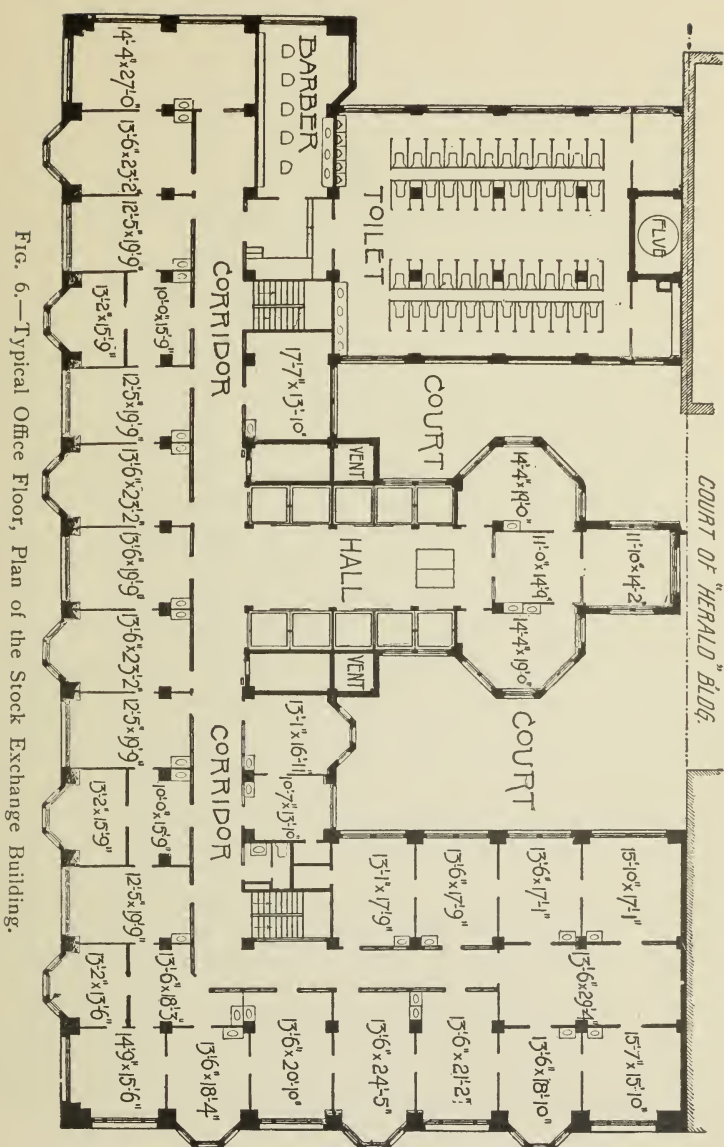 COURT OF "HERALD" BLDG.
FLVE
BARBER
TOILET
COURT
COURT
CORRIDOR
CORRIDOR
HALL
VENT
VENT
17'-7"x13'-10"
14'-4"x19'-0"
11'-0"x14'-9"
11'-10"x14'-2"
14'-4"x19'-0"
13'-1"x16'-11"
10'-7"x13'-10"
14'-4"x27'-0"
13'-6"x23'-2"
12'-5"x19'-9"
10'-0"x15'-9"
13'-2"x15'-9"
12'-5"x19'-9"
13'-6"x23'-2"
13'-6"x19'-9"
13'-6"x23'-2"
12'-5"x19'-9"
10'-0"x15'-9"
13'-2"x15'-9"
12'-5"x19'-9"
13'-6"x18'-3"
13'-2"x13'-6"
14'-9"x15'-6"
13'-6"x18'-4"
13'-6"x20'-10"
13'-6"x24'-5"
13'-6"x21'-2"
13'-6"x18'-10"
15'-7"x15'-10"
13'-6"x29'-4"
13'-1"x17'-9"
13'-6"x17'-9"
13'-6"x17'-1"
15'-10"x17'-1"
FIG. 6.—Typical Office Floor, Plan of the Stock Exchange Building.